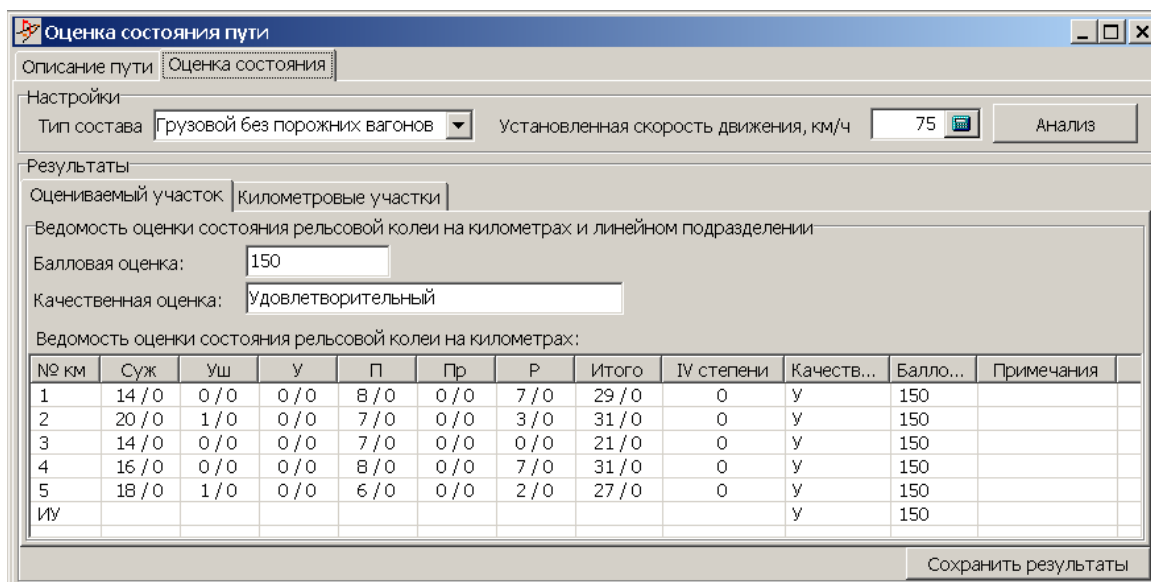 Оценка состояния пути
Описание пути Оценка состояния
Настройки
Тип состава Грузовой без порожних вагонов Установленная скорость движения, км/ч 75 Анализ
Результаты
Оцениваемый участок Километровые участки
Ведомость оценки состояния рельсовой колеи на километрах и линейном подразделении
Балловая оценка: 150
Качественная оценка: Удовлетворительный
Ведомость оценки состояния рельсовой колеи на километрах:
№ км Суж Уш У П Пр Р Итого IV степени Качеств... Балло... Примечания
1 14 / 0 0 / 0 0 / 0 8 / 0 0 / 0 7 / 0 29 / 0 0 У 150
2 20 / 0 1 / 0 0 / 0 7 / 0 0 / 0 3 / 0 31 / 0 0 У 150
3 14 / 0 0 / 0 0 / 0 7 / 0 0 / 0 0 / 0 21 / 0 0 У 150
4 16 / 0 0 / 0 0 / 0 8 / 0 0 / 0 7 / 0 31 / 0 0 У 150
5 18 / 0 1 / 0 0 / 0 6 / 0 0 / 0 2 / 0 27 / 0 0 У 150
ИУ У 150
Сохранить результаты